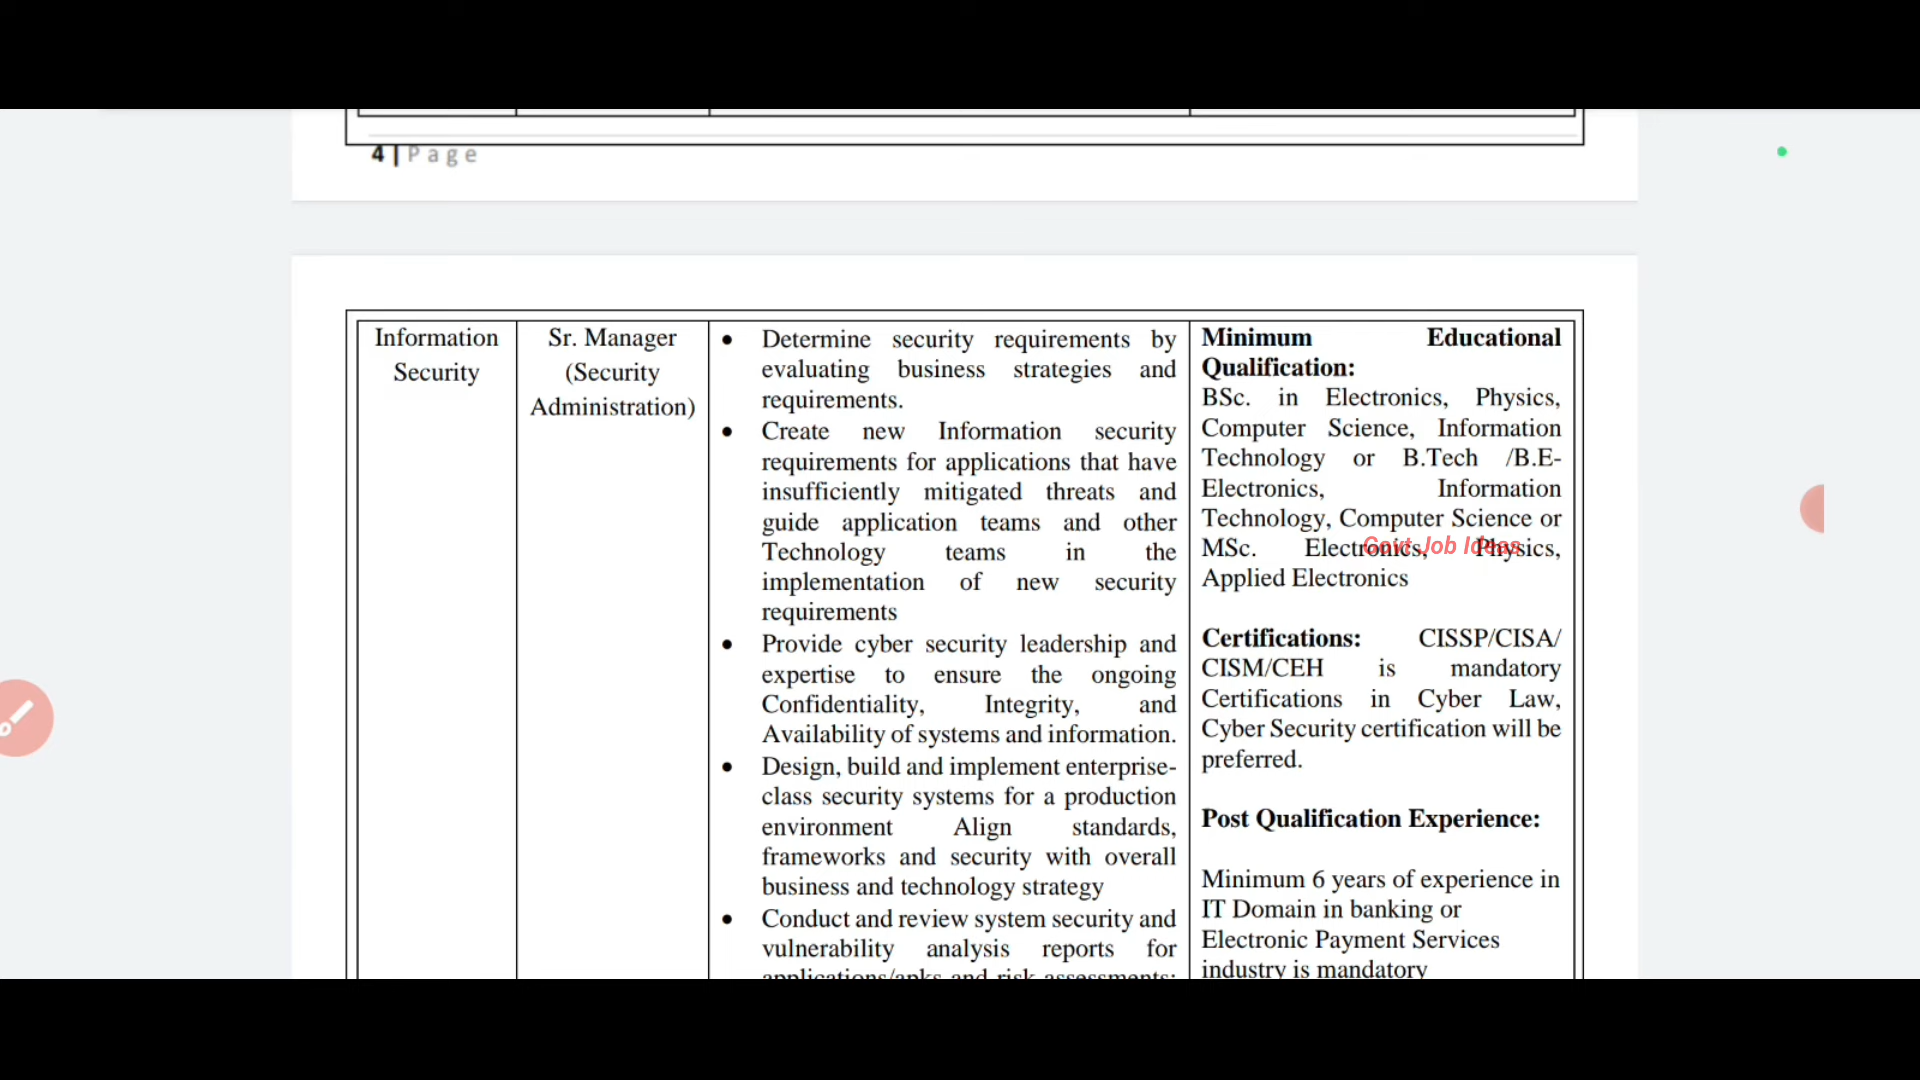 4 | Page
Information
Security
Sr. Manager
(Security
Administration)
• Determine security requirements by
evaluating business strategies and
requirements.
• Create new Information security
requirements for applications that have
insufficiently mitigated threats and
guide application teams and other
Technology teams in the
implementation of new security
requirements
• Provide cyber security leadership and
expertise to ensure the ongoing
Confidentiality, Integrity, and
Availability of systems and information.
• Design, build and implement enterprise-
class security systems for a production
environment Align standards,
frameworks and security with overall
business and technology strategy
• Conduct and review system security and
vulnerability analysis reports for
applications/apks and risk assessments;
Minimum Educational
Qualification:
BSc. in Electronics, Physics,
Computer Science, Information
Technology or B.Tech /B.E-
Electronics, Information
Technology, Computer Science or
MSc. Electronics, Physics,
Applied Electronics
Certifications: CISSP/CISA/
CISM/CEH is mandatory
Certifications in Cyber Law,
Cyber Security certification will be
preferred.
Post Qualification Experience:
Minimum 6 years of experience in
IT Domain in banking or
Electronic Payment Services
industry is mandatory
Govt Job Ideas